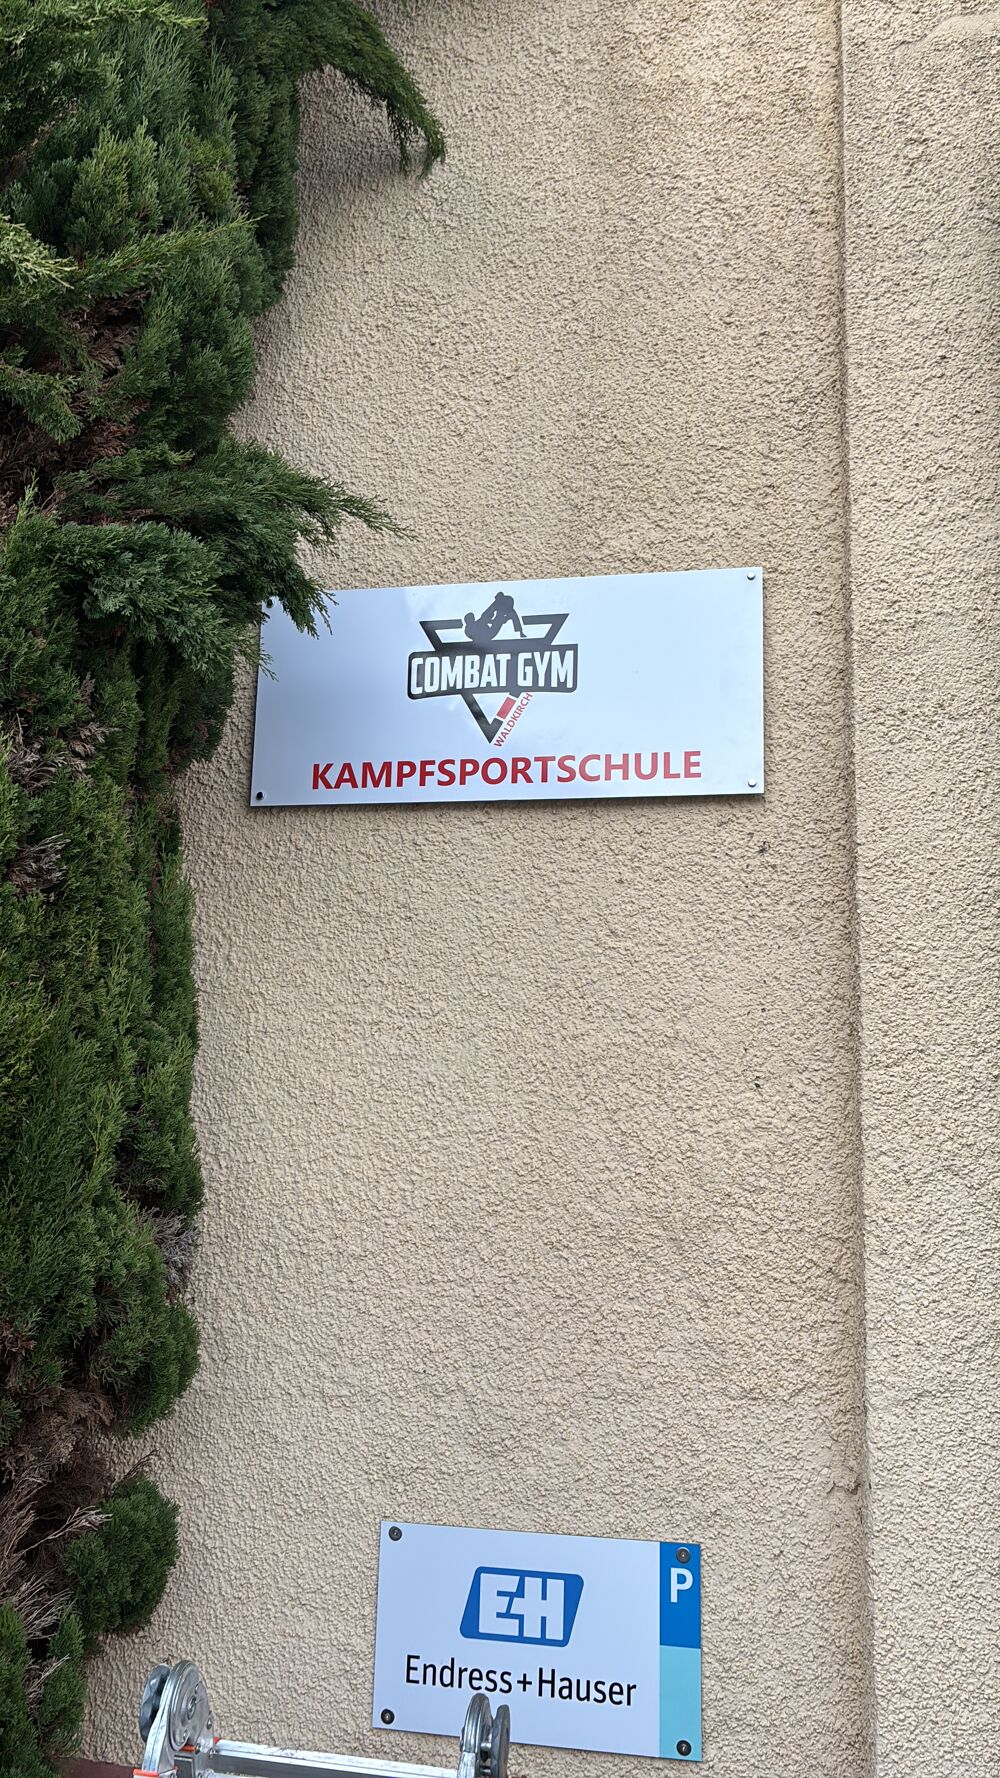 COMBAT GYM
WALDKIRCH
KAMPFSPORTSCHULE
EH
P
Endress+Hauser